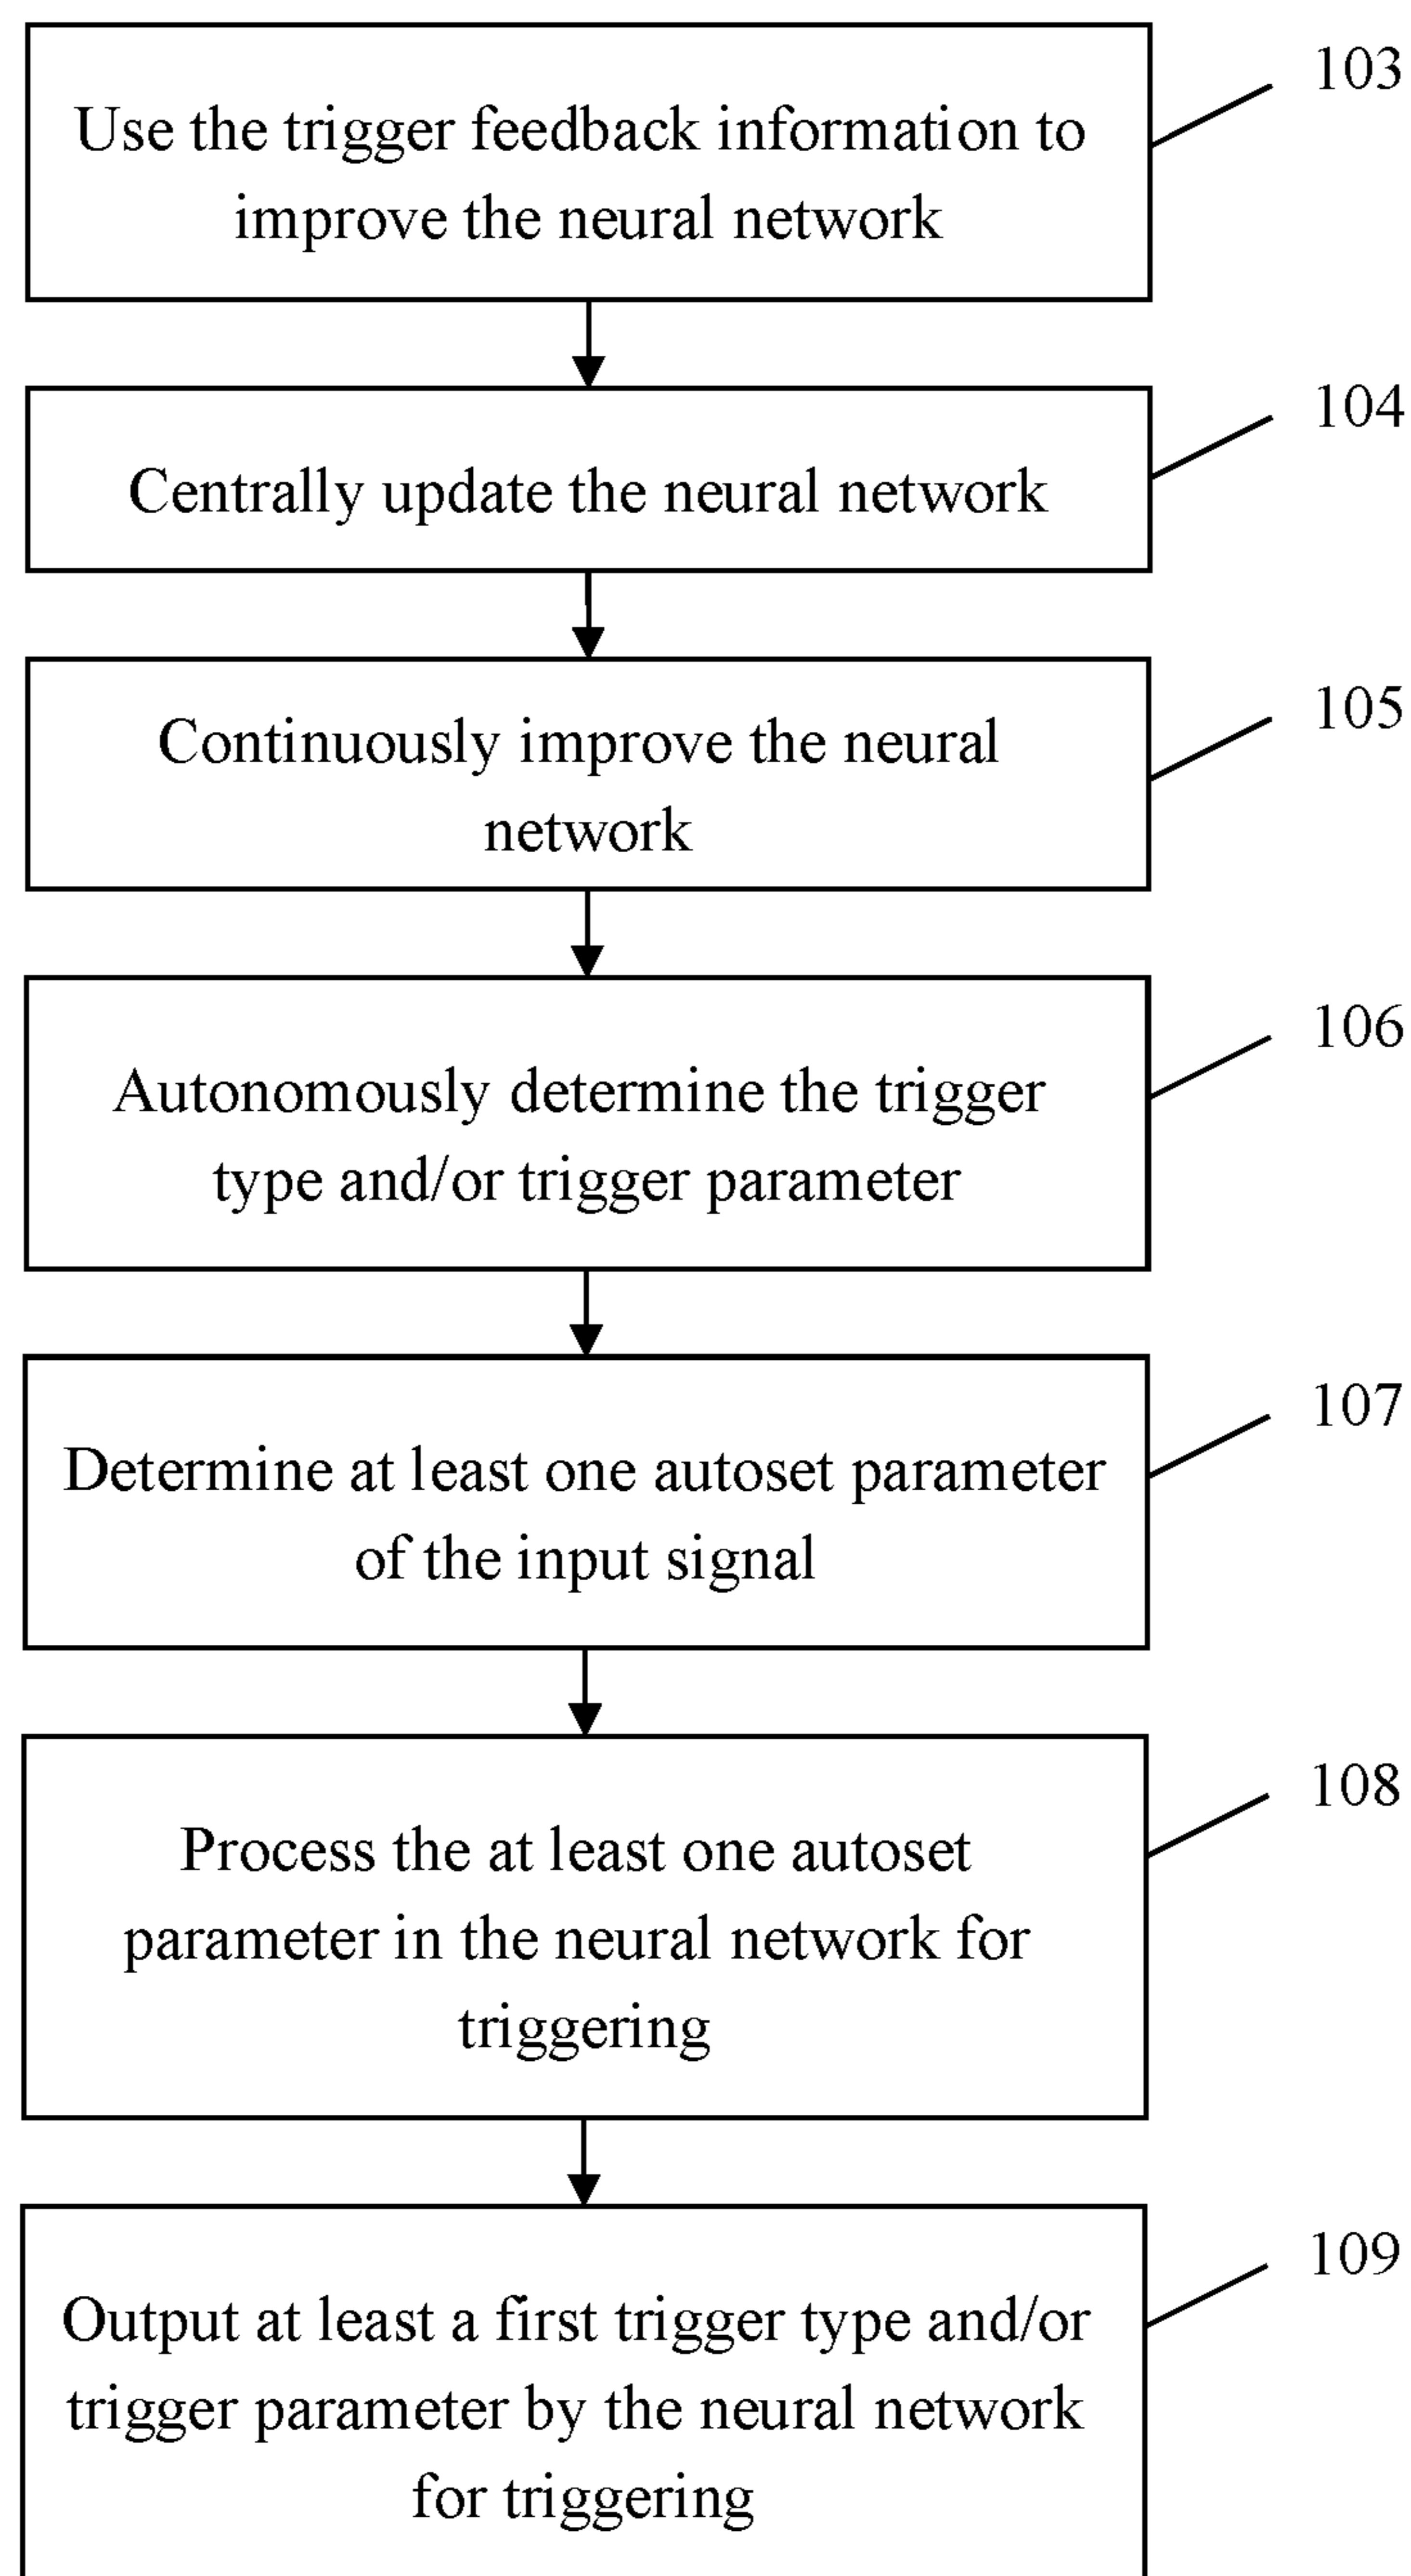 103
Use the trigger feedback information to
improve the neural network
104
Centrally update the neural network
105
Continuously improve the neural
network
106
Autonomously determine the trigger
type and/or trigger parameter
107
Determine at least one autoset parameter
of the input signal
108
Process the at least one autoset
parameter in the neural network for
triggering
109
Output at least a first trigger type and/or
trigger parameter by the neural network
for triggering